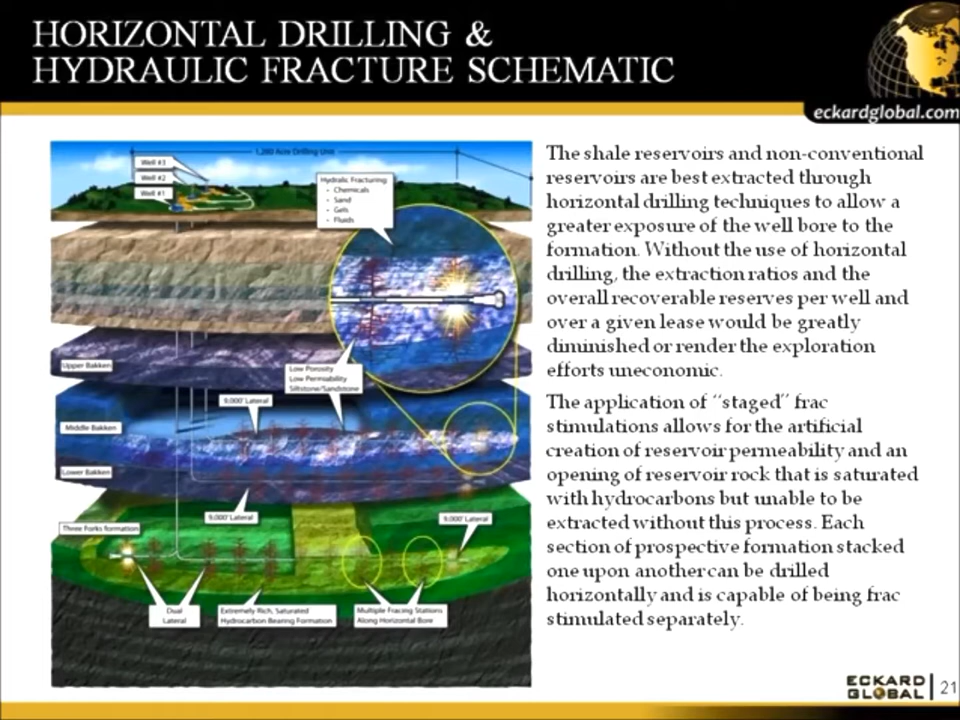 HORIZONTAL DRILLING &
HYDRAULIC FRACTURE SCHEMATIC
eckardglobal.com
1,280 Acre Drilling Unit
Well #3
Well #2
Well #1
Hydralic Fracturing
• Chemicals
• Sand
• Gels
• Fluids
Upper Bakken
Low Porosity
Low Permiability
Siltstone/Sandstone
9,000' Lateral
Middle Bakken
Lower Bakken
9,000' Lateral
9,000' Lateral
Three Forks formation
Dual
Lateral
Extremely Rich, Saturated
Hydrocarbon Bearing Formation
Multiple Fracing Stations
Along Horizontal Bore
The shale reservoirs and non-conventional
reservoirs are best extracted through
horizontal drilling techniques to allow a
greater exposure of the well bore to the
formation. Without the use of horizontal
drilling, the extraction ratios and the
overall recoverable reserves per well and
over a given lease would be greatly
diminished or render the exploration
efforts uneconomic.
The application of “staged” frac
stimulations allows for the artificial
creation of reservoir permeability and an
opening of reservoir rock that is saturated
with hydrocarbons but unable to be
extracted without this process. Each
section of prospective formation stacked
one upon another can be drilled
horizontally and is capable of being frac
stimulated separately.
ECKARD
GLOBAL
21